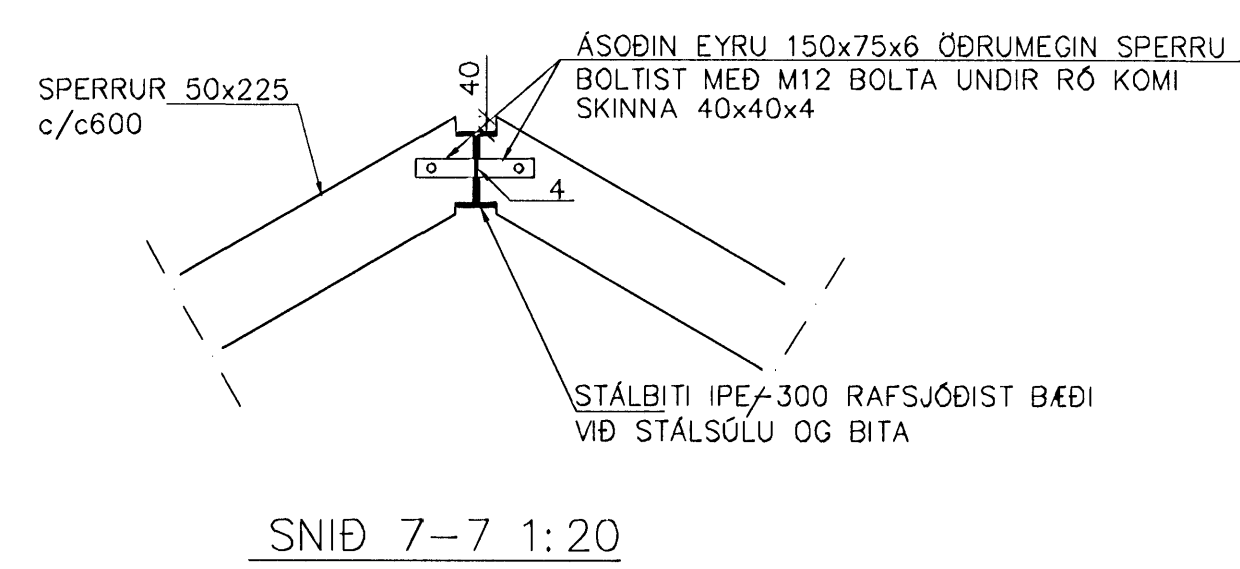 ÁSOÐIN EYRU 150x75x6 ÖÐRUMEGIN SPERRU
BOLTIST MEÐ M12 BOLTA UNDIR RÓ KOMI
SKINNA 40x40x4
SPERRUR 50x225
c/c600
40
4
STÁLBITI IPE-300 RAFSJÓÐIST BÆÐI
VIÐ STÁLSÚLU OG BITA
SNIÐ 7-7 1:20